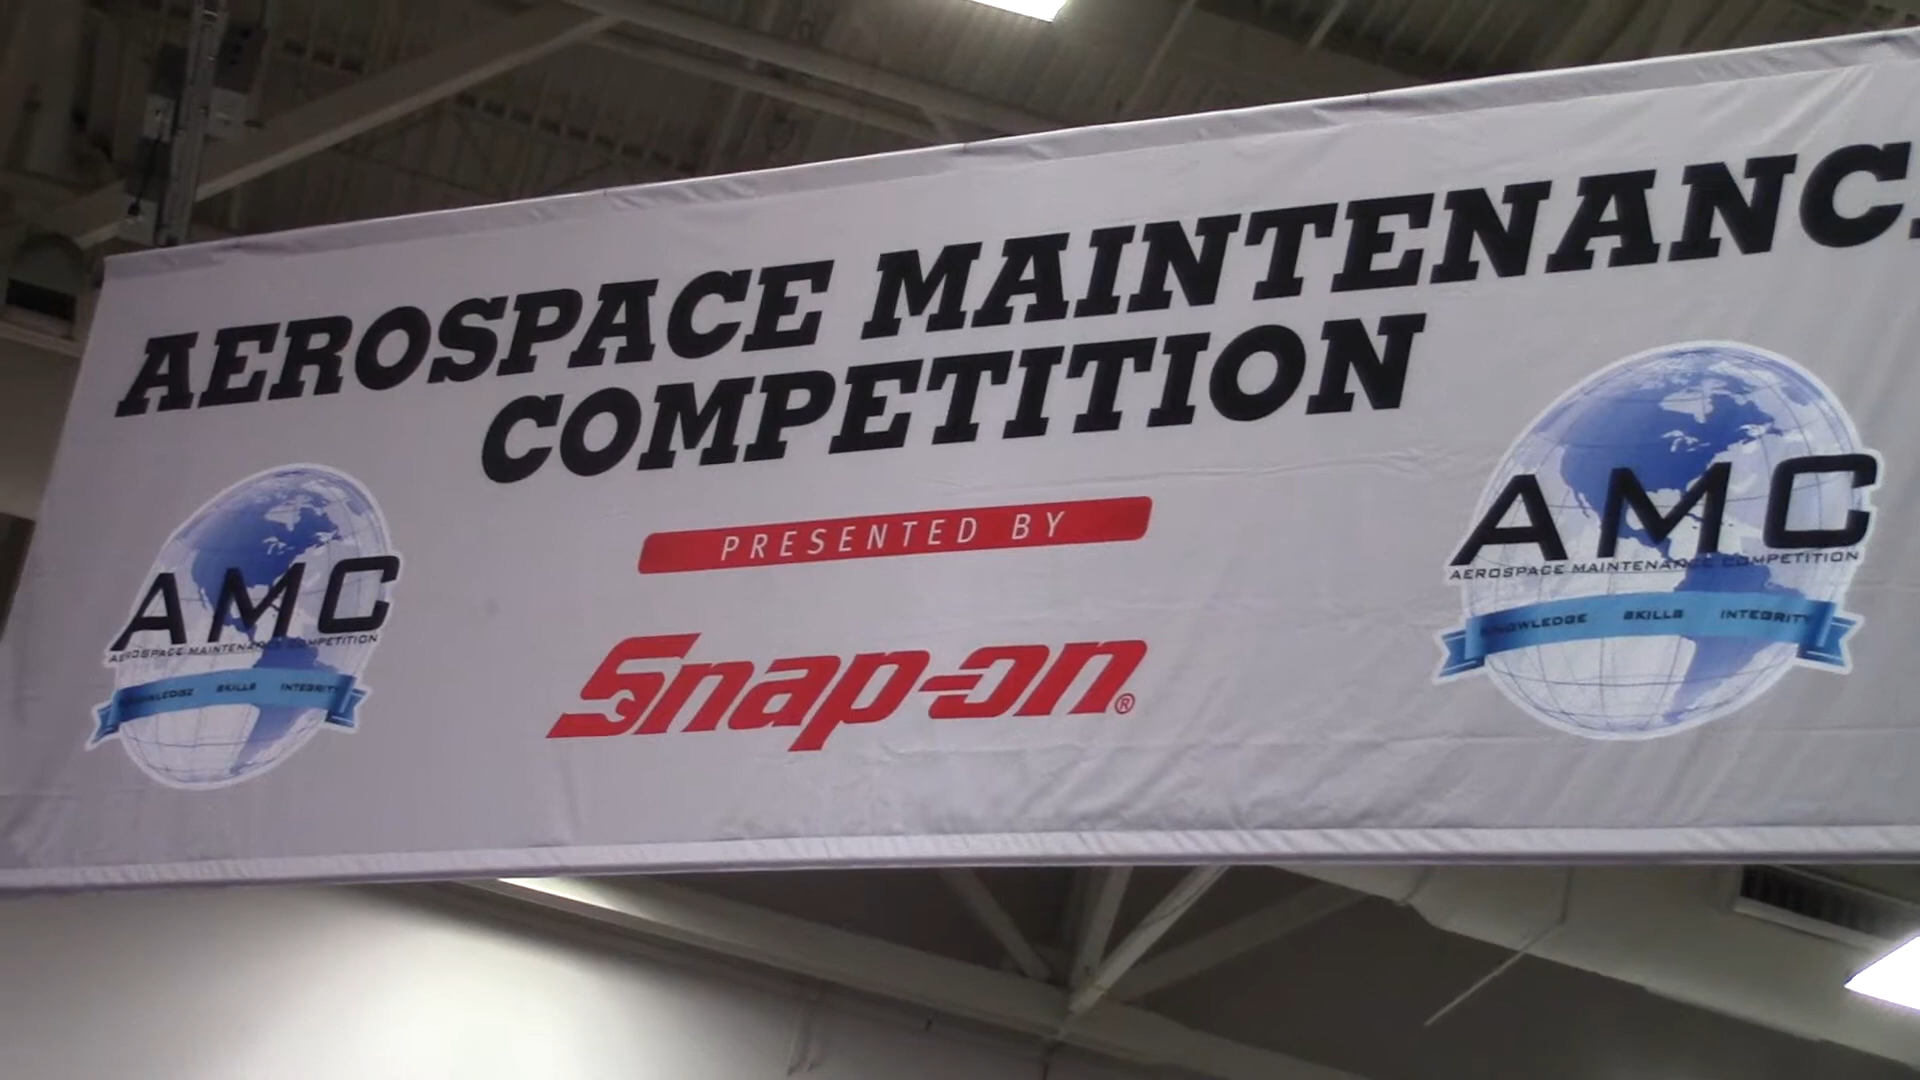 AEROSPACE MAINTENANC
COMPETITION
PRESENTED BY
Snap-on®
AMC
AEROSPACE MAINTENANCE COMPETITION
KNOWLEDGE SKILLS INTEGRITY
AMC
AEROSPACE MAINTENANCE COMPETITION
KNOWLEDGE SKILLS INTEGRITY